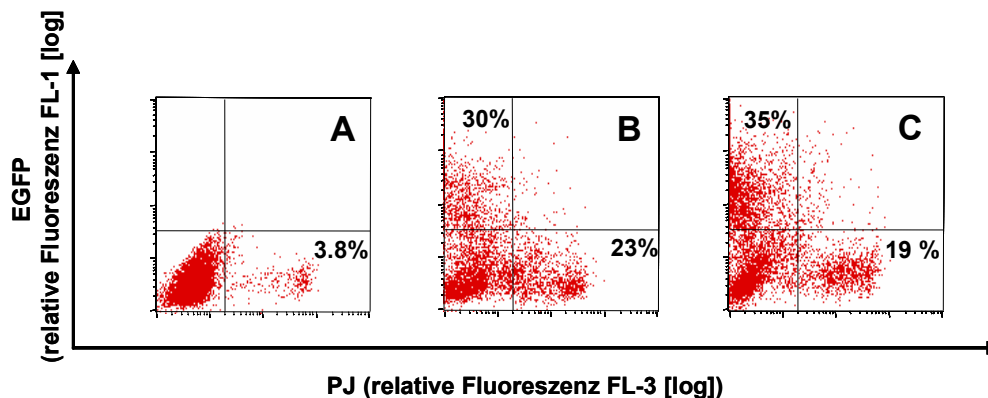 EGFP
(relative Fluoreszenz FL-1 [log])
A
3.8%
30%
B
23%
35%
C
19 %
PJ (relative Fluoreszenz FL-3 [log])